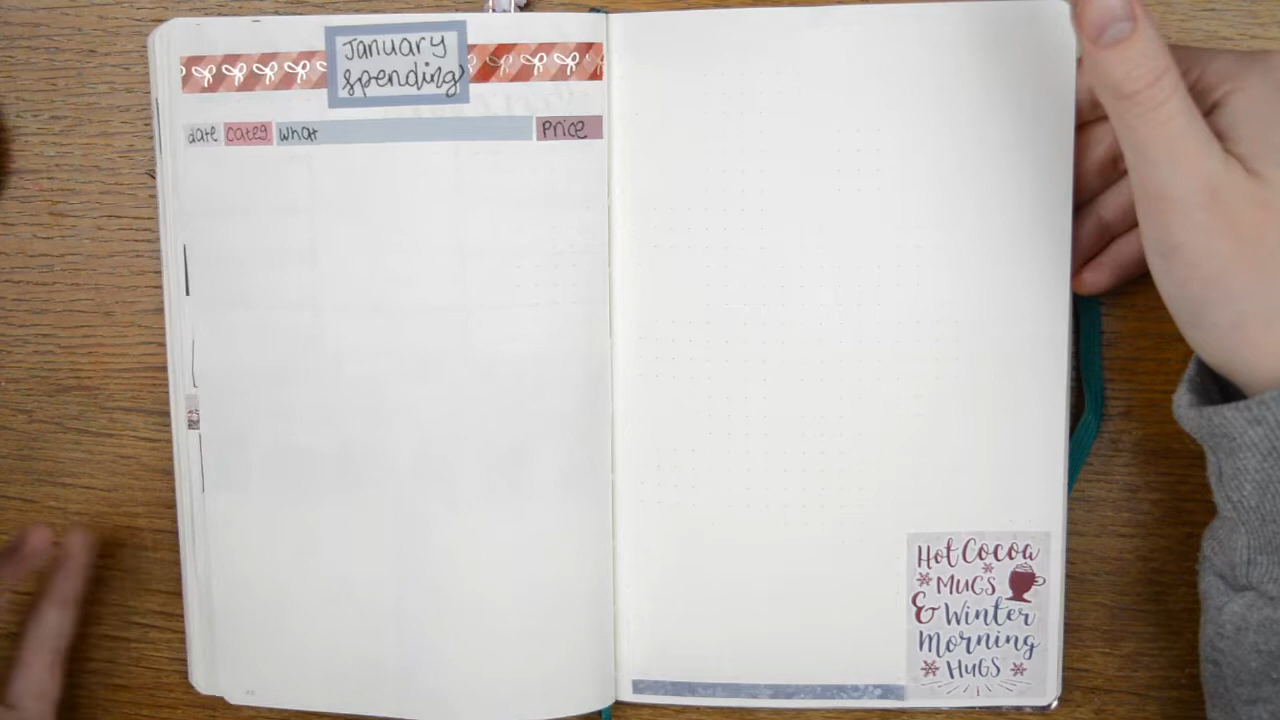 January
spending
date categ what Price
Hot Cocoa
MUGS
& Winter
Morning
HUGS